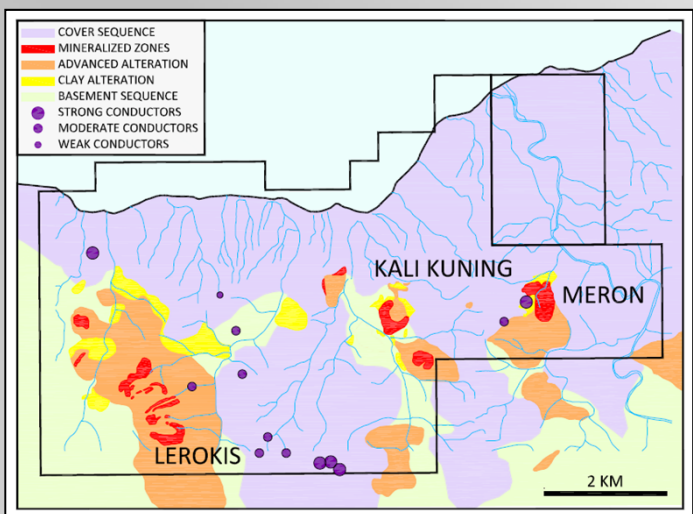 COVER SEQUENCE
MINERALIZED ZONES
ADVANCED ALTERATION
CLAY ALTERATION
BASEMENT SEQUENCE
STRONG CONDUCTORS
MODERATE CONDUCTORS
WEAK CONDUCTORS
KALI KUNING
MERON
LEROKIS
2 KM